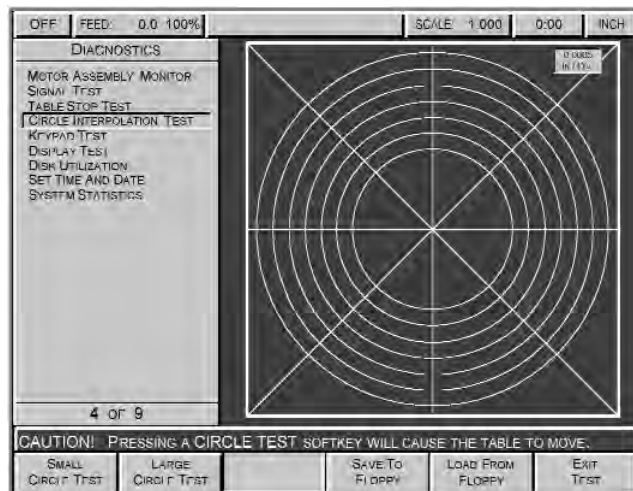 OFF FEED: 0.0 100% SCALE 1.000 0:00 INCH
DIAGNOSTICS
MOTOR ASSEMBLY MONITOR
SIGNAL TEST
TABLE STOP TEST
CIRCLE INTERPOLATION TEST
KEYPAD TEST
DISPLAY TEST
DISK UTILIZATION
SET TIME AND DATE
SYSTEM STATISTICS
0.0005
4 OF 9
CAUTION! PRESSING A CIRCLE TEST SOFTKEY WILL CAUSE THE TABLE TO MOVE.
SMALL CIRCLE TEST
LARGE CIRCLE TEST
SAVE TO FLOPPY
LOAD FROM FLOPPY
EXIT TEST